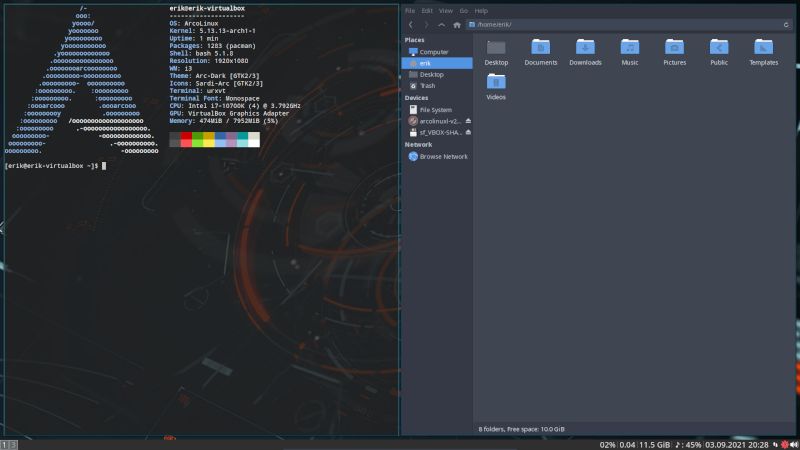 erik@erik-virtualbox
--------------------
OS: ArcoLinux
Kernel: 5.13.13-arch1-1
Uptime: 1 min
Packages: 1283 (pacman)
Shell: bash 5.1.8
Resolution: 1920x1080
WM: i3
Theme: Arc-Dark [GTK2/3]
Icons: Sardi-Arc [GTK2/3]
Terminal: urxvt
Terminal Font: Monospace
CPU: Intel i7-10700K (4) @ 3.792GHz
GPU: VirtualBox Graphics Adapter
Memory: 474MiB / 7952MiB (5%)
[erik@erik-virtualbox ~]$
File Edit View Go Help
/home/erik/
Places
Computer
erik
Desktop
Trash
Devices
File System
arcolinuxl-v2...
sf_VBOX-SHA...
Network
Browse Network
Desktop Documents Downloads Music Pictures Public Templates
Videos
8 folders, Free space: 10.0 GiB
1 3
02% 0.04 11.5 GiB ♪: 45% 03.09.2021 20:28